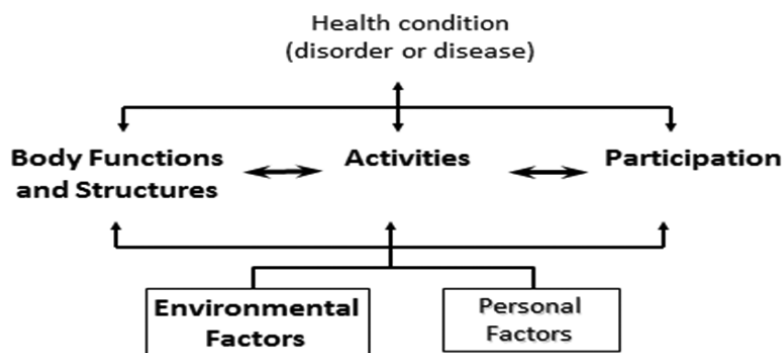 Health condition
(disorder or disease)
Body Functions
and Structures
Activities
Participation
Environmental
Factors
Personal
Factors